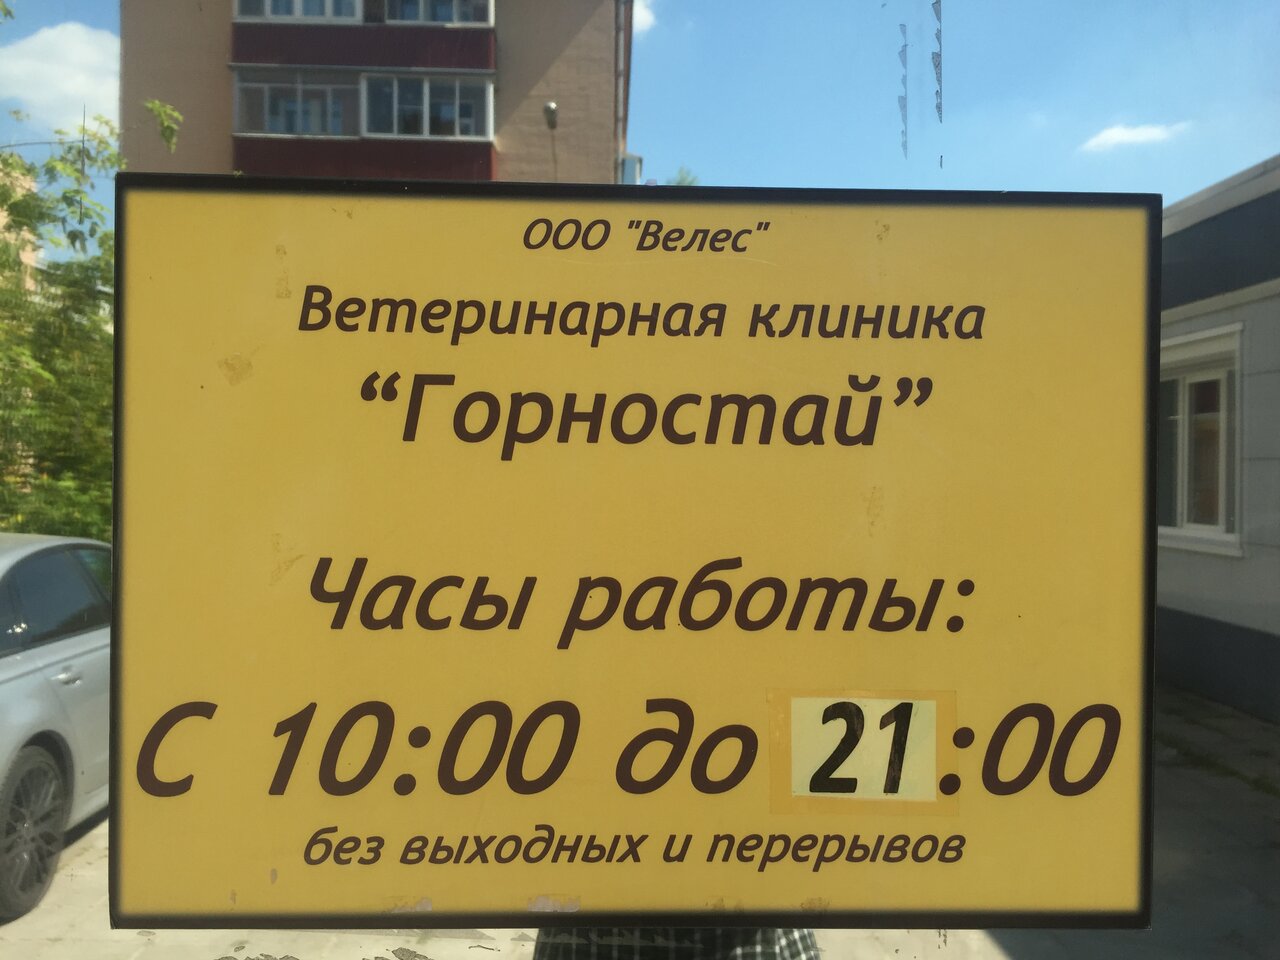 ООО "Велес"
Ветеринарная клиника
“Горностай”
Часы работы:
С 10:00 до 21:00
без выходных и перерывов